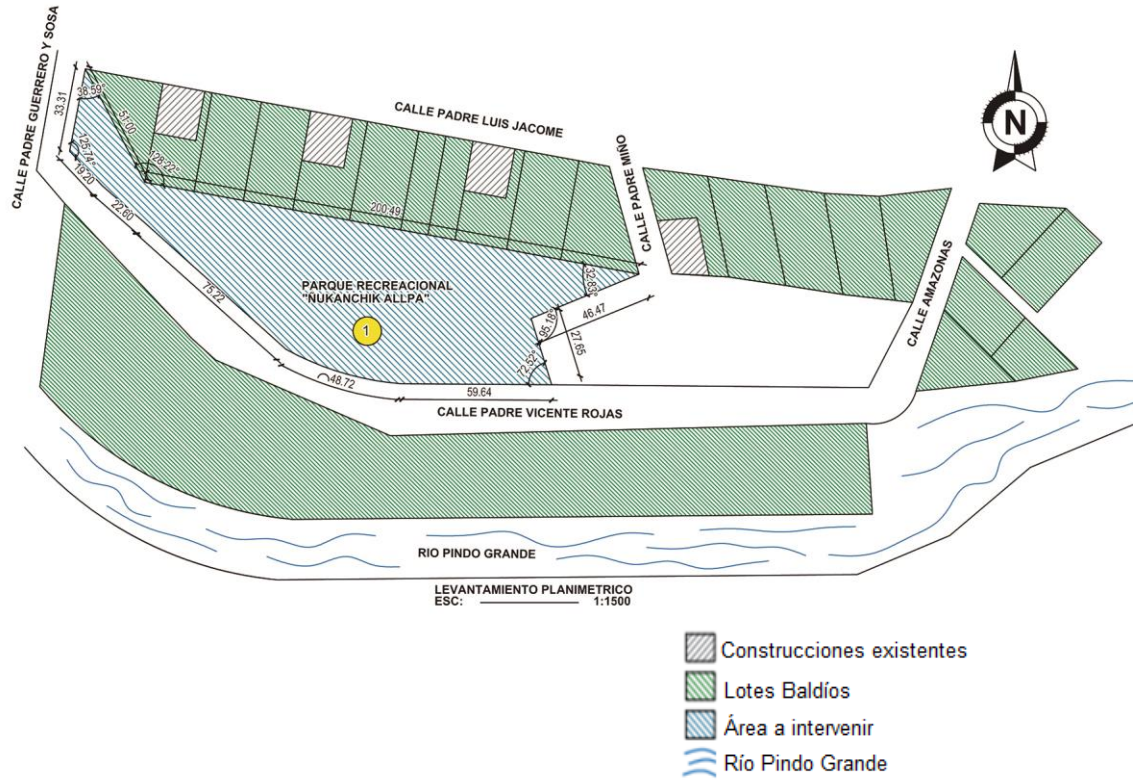 CALLE PADRE GUERRERO Y SOSA
33.31
38.59°
51.00
125.74°
19.20
128.22°
22.60
CALLE PADRE LUIS JACOME
CALLE PADRE MIÑO
200.49
PARQUE RECREACIONAL
"ÑUKANCHIK ALLPA"
1
32.83°
95.18°
46.47
27.65
72.52°
75.22
48.72
59.64
CALLE PADRE VICENTE ROJAS
CALLE AMAZONAS
N
RIO PINDO GRANDE
LEVANTAMIENTO PLANIMETRICO
ESC: 1:1500
Construcciones existentes
Lotes Baldíos
Área a intervenir
Río Pindo Grande